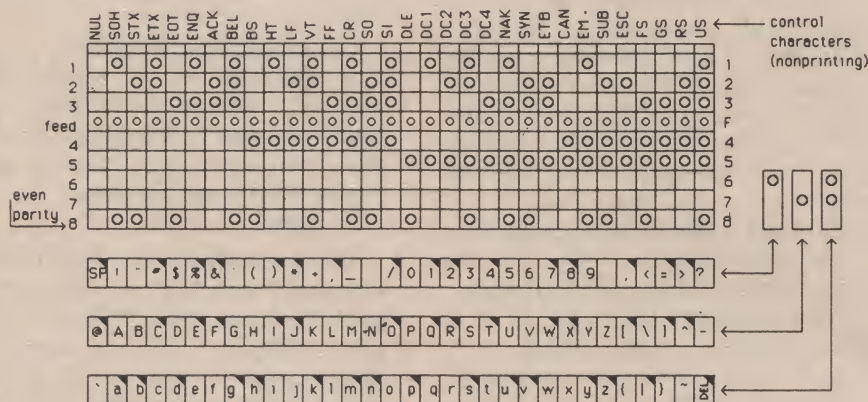 NUL SOH STX ETX EOT ENQ ACK BEL BS HT LF VT FF CR SO SI DLE DC1 DC2 DC3 DC4 NAK SYN ETB CAN EM SUB ESC FS GS RS US
control
characters
(nonprinting)
1 1
2 2
3 3
feed F
4 4
5 5
6 6
7 7
even
parity 8 8
SP ! " # $ % & ' ( ) * + , _ / 0 1 2 3 4 5 6 7 8 9 , < = > ?
@ A B C D E F G H I J K L M N O P Q R S T U V W X Y Z [ \ ] ^ -
` a b c d e f g h i j k l m n o p q r s t u v w x y z { | } ~ DEL